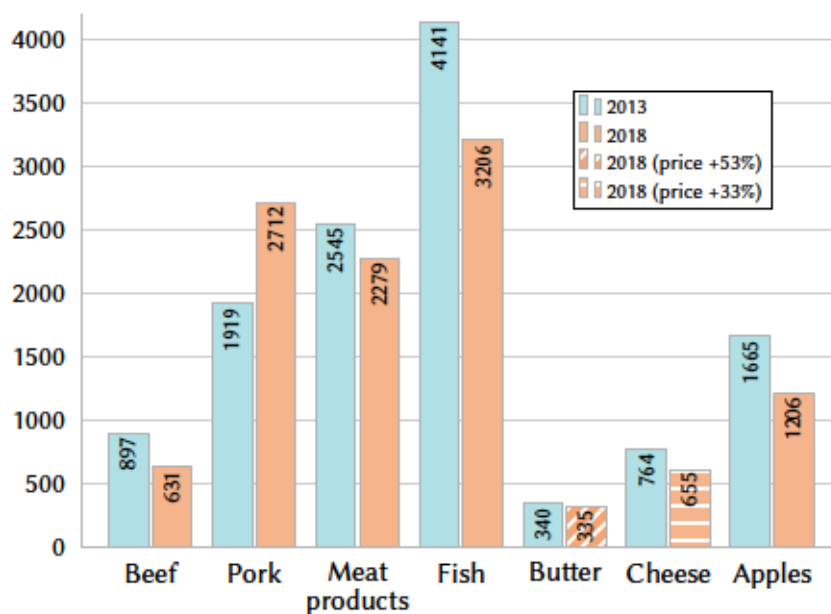 4000
3500
3000
2500
2000
1500
1000
500
0
897
631
1919
2712
2545
2279
4141
3206
340
335
764
655
1665
1206
2013
2018
2018 (price +53%)
2018 (price +33%)
Beef
Pork
Meat
products
Fish
Butter
Cheese
Apples